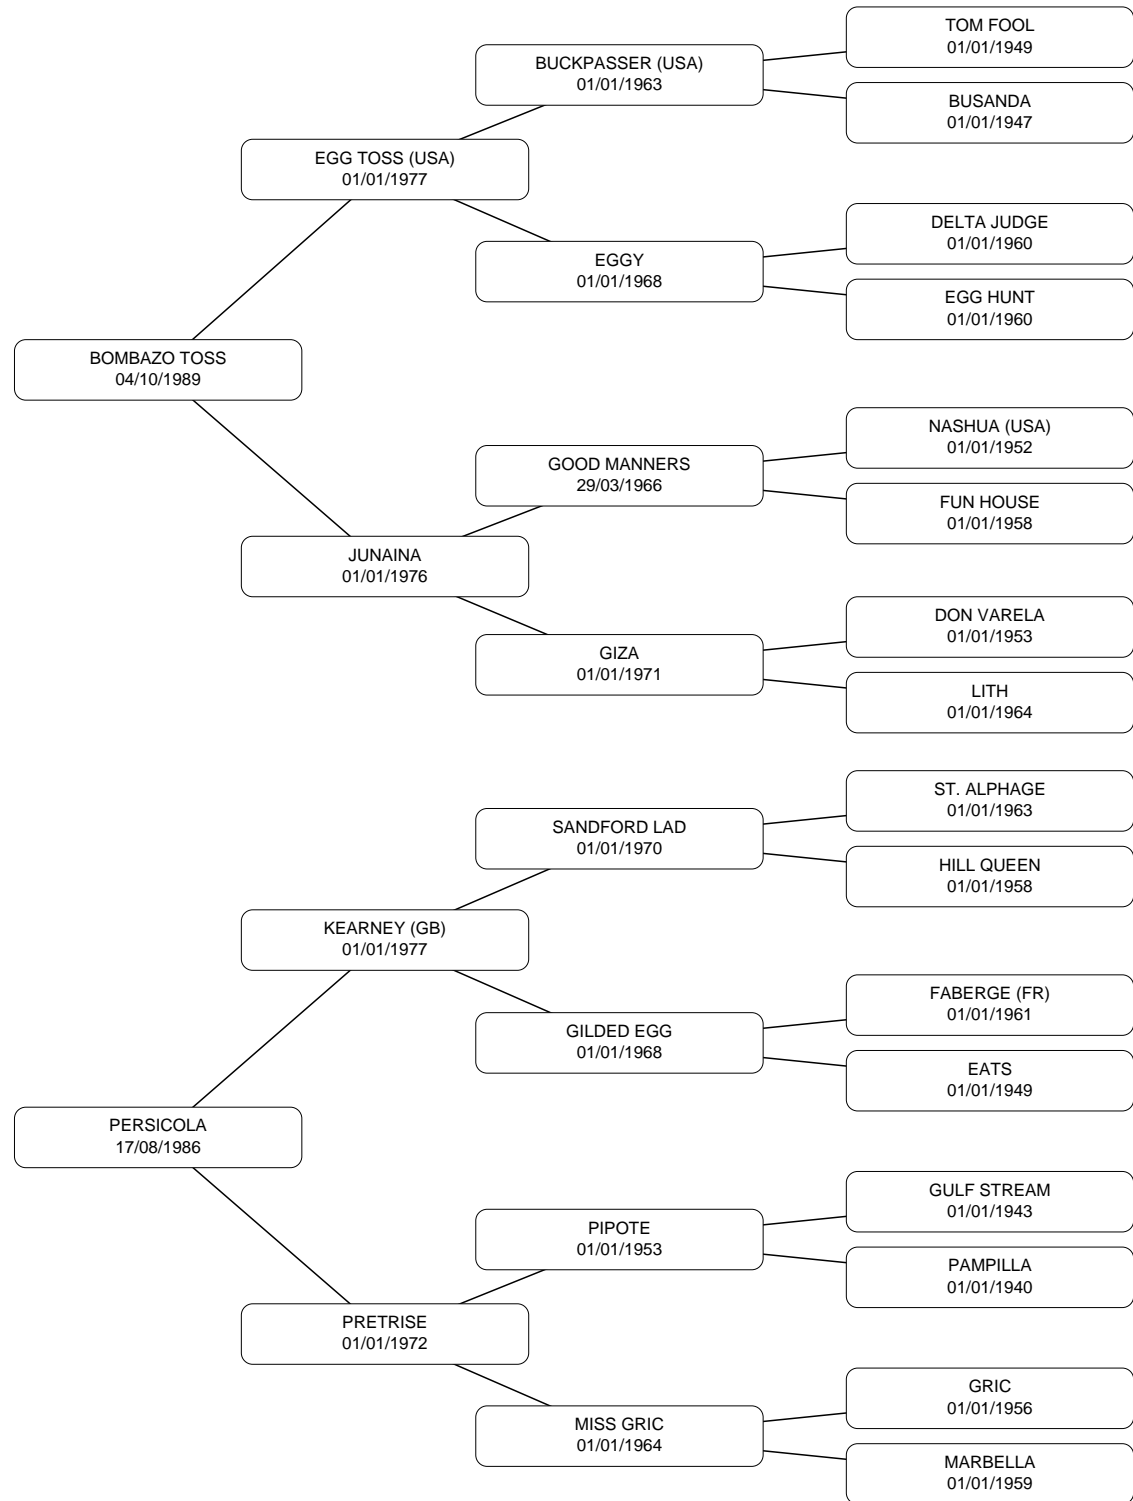 TOM FOOL
01/01/1949
BUCKPASSER (USA)
01/01/1963
BUSANDA
01/01/1947
EGG TOSS (USA)
01/01/1977
DELTA JUDGE
01/01/1960
EGGY
01/01/1968
EGG HUNT
01/01/1960
BOMBAZO TOSS
04/10/1989
NASHUA (USA)
01/01/1952
GOOD MANNERS
29/03/1966
FUN HOUSE
01/01/1958
JUNAINA
01/01/1976
DON VARELA
01/01/1953
GIZA
01/01/1971
LITH
01/01/1964
ST. ALPHAGE
01/01/1963
SANDFORD LAD
01/01/1970
HILL QUEEN
01/01/1958
KEARNEY (GB)
01/01/1977
FABERGE (FR)
01/01/1961
GILDED EGG
01/01/1968
EATS
01/01/1949
PERSICOLA
17/08/1986
GULF STREAM
01/01/1943
PIPOTE
01/01/1953
PAMPILLA
01/01/1940
PRETRISE
01/01/1972
GRIC
01/01/1956
MISS GRIC
01/01/1964
MARBELLA
01/01/1959